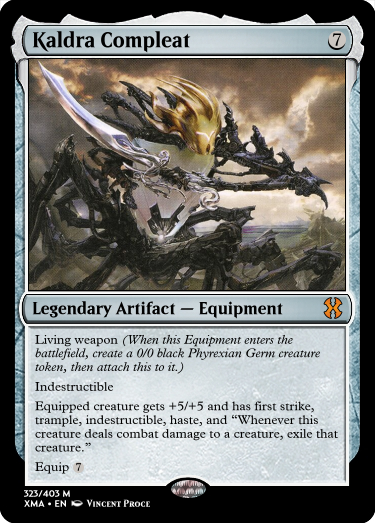 Kaldra Compleat 7
Legendary Artifact — Equipment
Living weapon (When this Equipment enters the
battlefield, create a 0/0 black Phyrexian Germ creature
token, then attach this to it.)
Indestructible
Equipped creature gets +5/+5 and has first strike,
trample, indestructible, haste, and “Whenever this
creature deals combat damage to a creature, exile that
creature.”
Equip 7
323/403 M
XMA • EN Vincent Proce